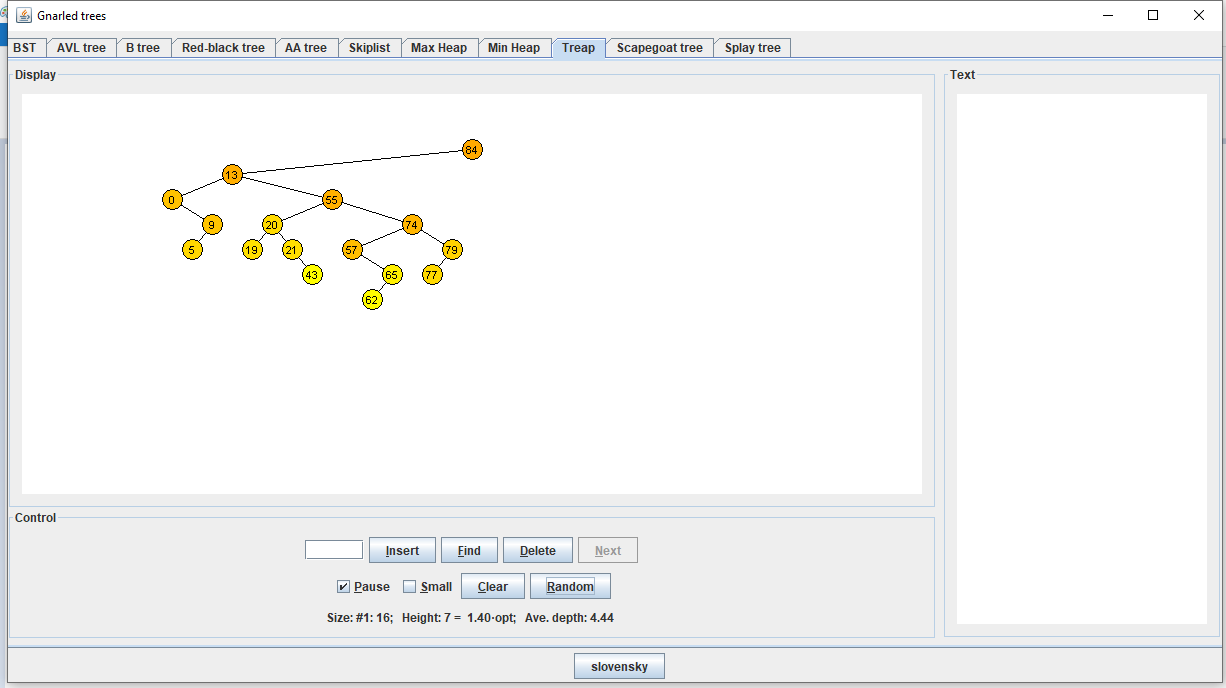 Gnarled trees
BST AVL tree B tree Red-black tree AA tree Skiplist Max Heap Min Heap Treap Scapegoat tree Splay tree
Display Text
84
13
0 55
9 20 74
5 19 21 57 79
43 65 77
62
Control
Insert Find Delete Next
Pause Small Clear Random
Size: #1: 16; Height: 7 = 1.40·opt; Ave. depth: 4.44
slovensky